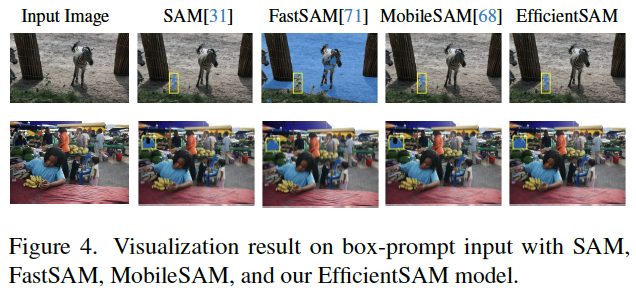 Input Image SAM[31] FastSAM[71] MobileSAM[68] EfficientSAM
Figure 4. Visualization result on box-prompt input with SAM,
FastSAM, MobileSAM, and our EfficientSAM model.